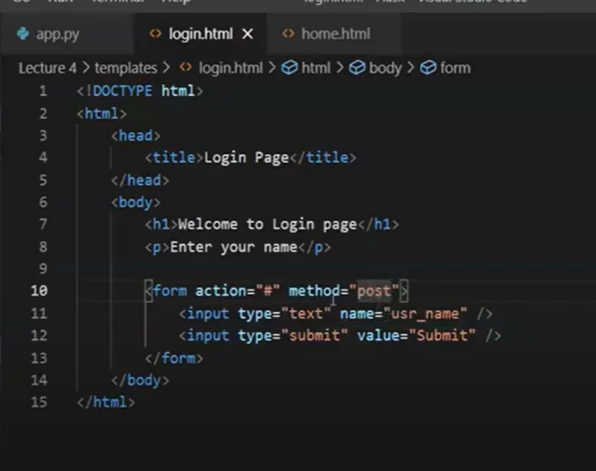 app.py login.html × home.html
Lecture 4 > templates > login.html > html > body > form
1 <!DOCTYPE html>
2 <html>
3 <head>
4 <title>Login Page</title>
5 </head>
6 <body>
7 <h1>Welcome to Login page</h1>
8 <p>Enter your name</p>
9
10 <form action="#" method="post">
11 <input type="text" name="usr_name" />
12 <input type="submit" value="Submit" />
13 </form>
14 </body>
15 </html>